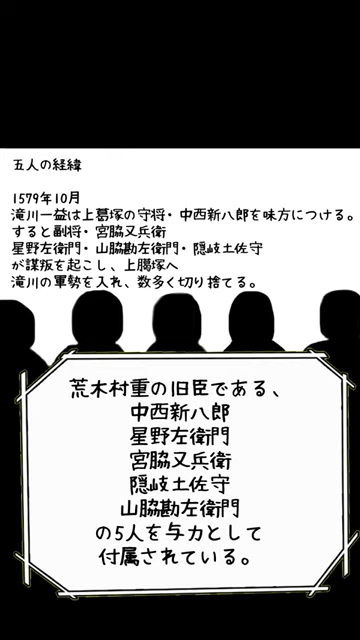 五人の経緯
1579年10月
滝川一益は上葛塚の守将・中西新八郎を味方につける。
すると副将・宮脇又兵衛
星野左衛門・山脇勘左衛門・隠岐土佐守
が謀叛を起こし、上臈塚へ
滝川の軍勢を入れ、数多く切り捨てる。
荒木村重の旧臣である、
中西新八郎
星野左衛門
宮脇又兵衛
隠岐土佐守
山脇勘左衛門
の5人を与力として
付属されている。